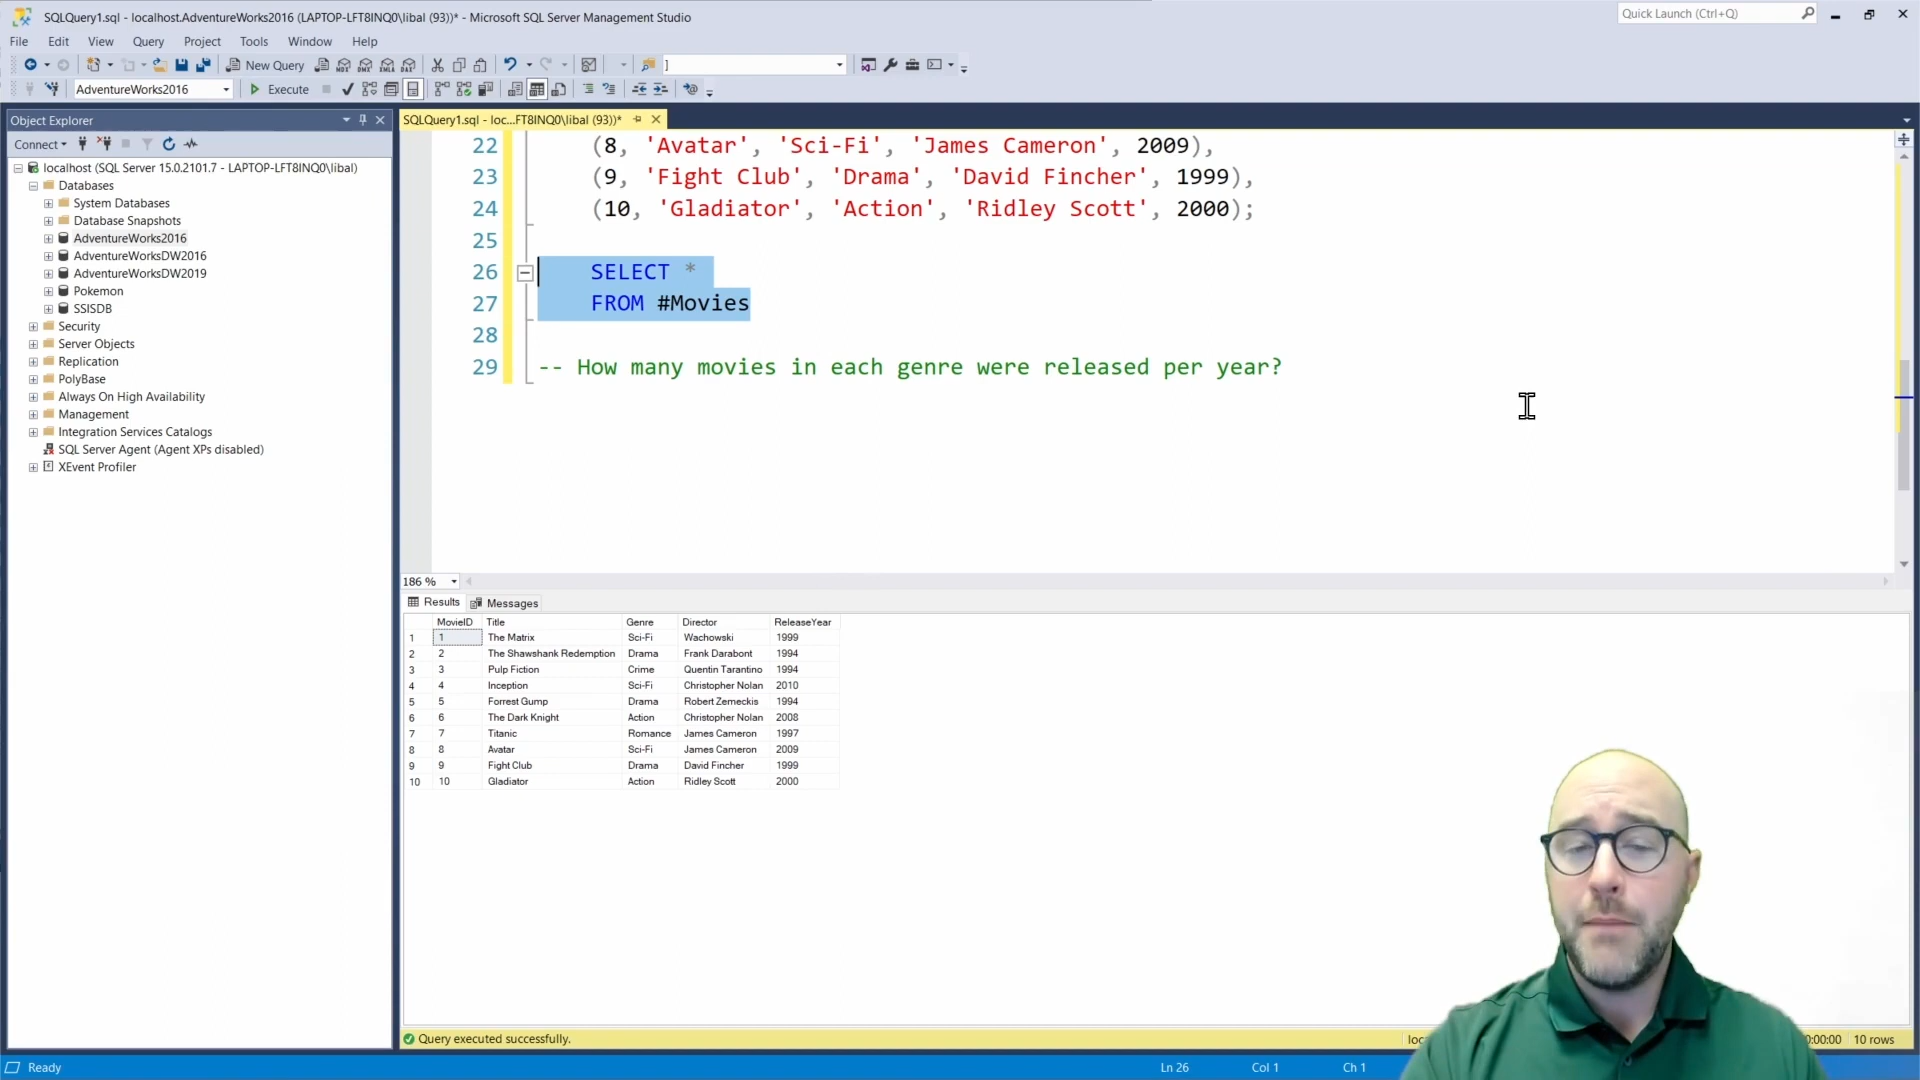 SQLQuery1.sql - localhost.AdventureWorks2016 (LAPTOP-LFT8INQ0\libal (93))* - Microsoft SQL Server Management Studio
Quick Launch (Ctrl+Q)
File Edit View Query Project Tools Window Help
New Query
]
AdventureWorks2016
Execute
Object Explorer
SQLQuery1.sql - loc...FT8INQ0\libal (93))*
Connect
localhost (SQL Server 15.0.2101.7 - LAPTOP-LFT8INQ0\libal)
Databases
System Databases
Database Snapshots
AdventureWorks2016
AdventureWorksDW2016
AdventureWorksDW2019
Pokemon
SSISDB
Security
Server Objects
Replication
PolyBase
Always On High Availability
Management
Integration Services Catalogs
SQL Server Agent (Agent XPs disabled)
XEvent Profiler
22 (8, 'Avatar', 'Sci-Fi', 'James Cameron', 2009),
23 (9, 'Fight Club', 'Drama', 'David Fincher', 1999),
24 (10, 'Gladiator', 'Action', 'Ridley Scott', 2000);
25
26 SELECT *
27 FROM #Movies
28
29 -- How many movies in each genre were released per year?
186 %
Results Messages
MovieID Title Genre Director ReleaseYear
1 1 The Matrix Sci-Fi Wachowski 1999
2 2 The Shawshank Redemption Drama Frank Darabont 1994
3 3 Pulp Fiction Crime Quentin Tarantino 1994
4 4 Inception Sci-Fi Christopher Nolan 2010
5 5 Forrest Gump Drama Robert Zemeckis 1994
6 6 The Dark Knight Action Christopher Nolan 2008
7 7 Titanic Romance James Cameron 1997
8 8 Avatar Sci-Fi James Cameron 2009
9 9 Fight Club Drama David Fincher 1999
10 10 Gladiator Action Ridley Scott 2000
Query executed successfully.
loc
0:00:00 10 rows
Ready
Ln 26 Col 1 Ch 1